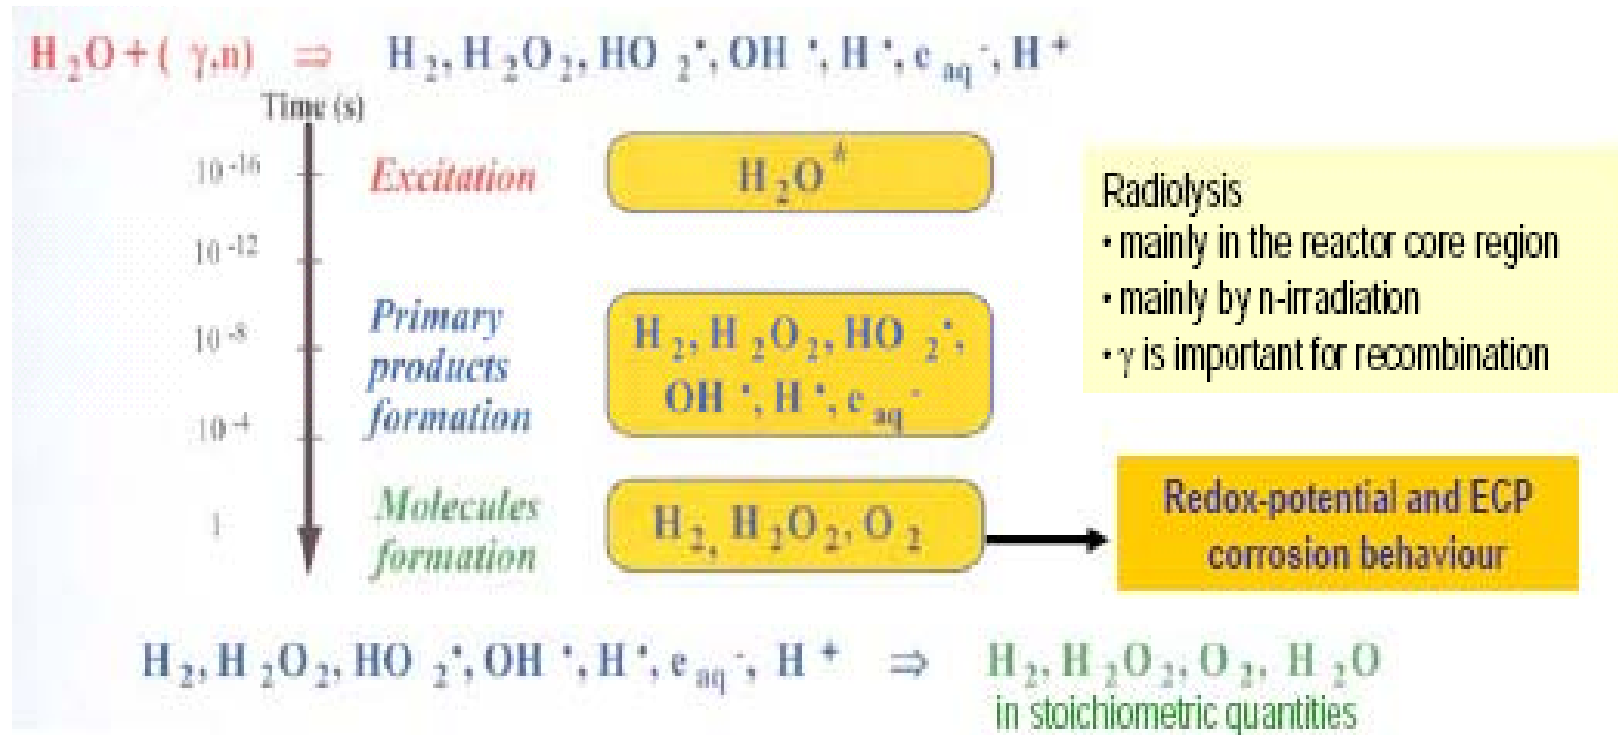 H₂O + ( γ,n) ⇒ H₂, H₂O₂, HO₂•, OH•, H•, e aq⁻, H⁺
Time (s)
10⁻¹⁶
Excitation
H₂O*
10⁻¹²
Primary
products
formation
10⁻⁸
H₂, H₂O₂, HO₂•,
OH•, H•, e aq⁻
10⁻⁴
Molecules
formation
1
H₂, H₂O₂, O₂
Radiolysis
• mainly in the reactor core region
• mainly by n-irradiation
• γ is important for recombination
Redox-potential and ECP
corrosion behaviour
H₂, H₂O₂, HO₂•, OH•, H•, e aq⁻, H⁺ ⇒ H₂, H₂O₂, O₂, H₂O
in stoichiometric quantities